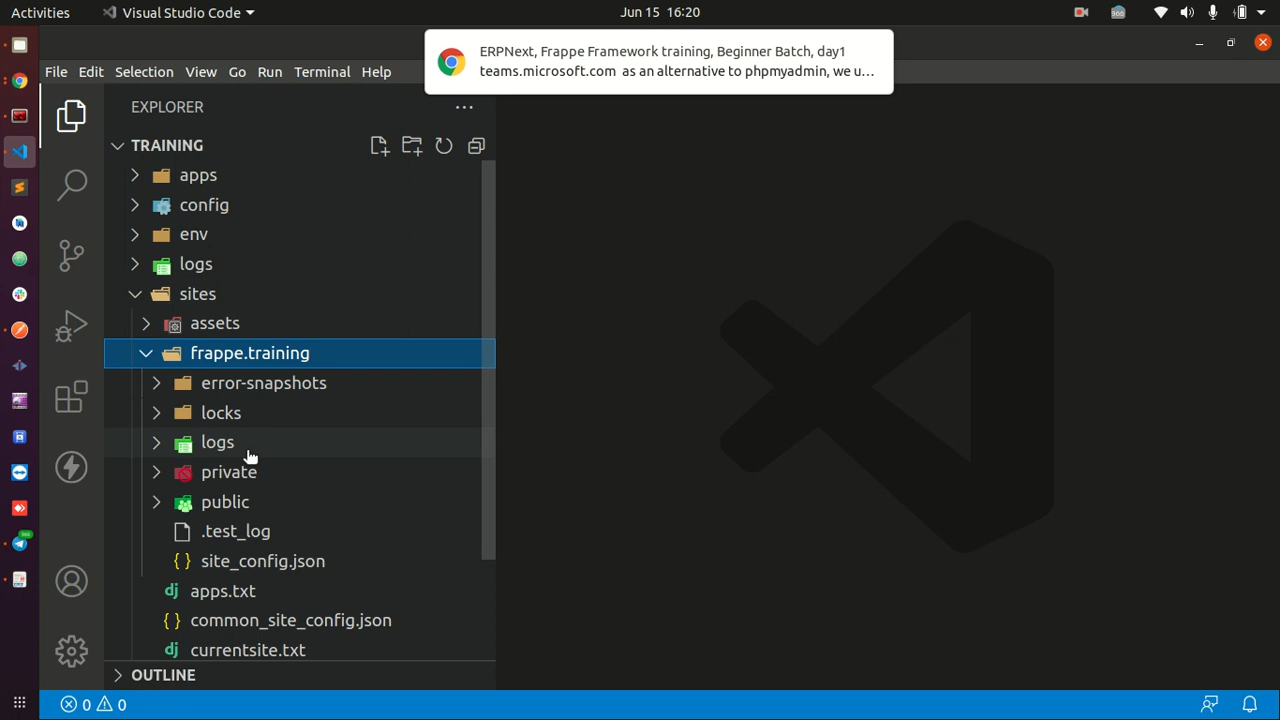 Activities
Visual Studio Code
Jun 15 16:20
ERPNext, Frappe Framework training, Beginner Batch, day1
teams.microsoft.com as an alternative to phpmyadmin, we u...
File Edit Selection View Go Run Terminal Help
EXPLORER
TRAINING
apps
config
env
logs
sites
assets
frappe.training
error-snapshots
locks
logs
private
public
.test_log
{ } site_config.json
dj apps.txt
{ } common_site_config.json
dj currentsite.txt
OUTLINE
0 0